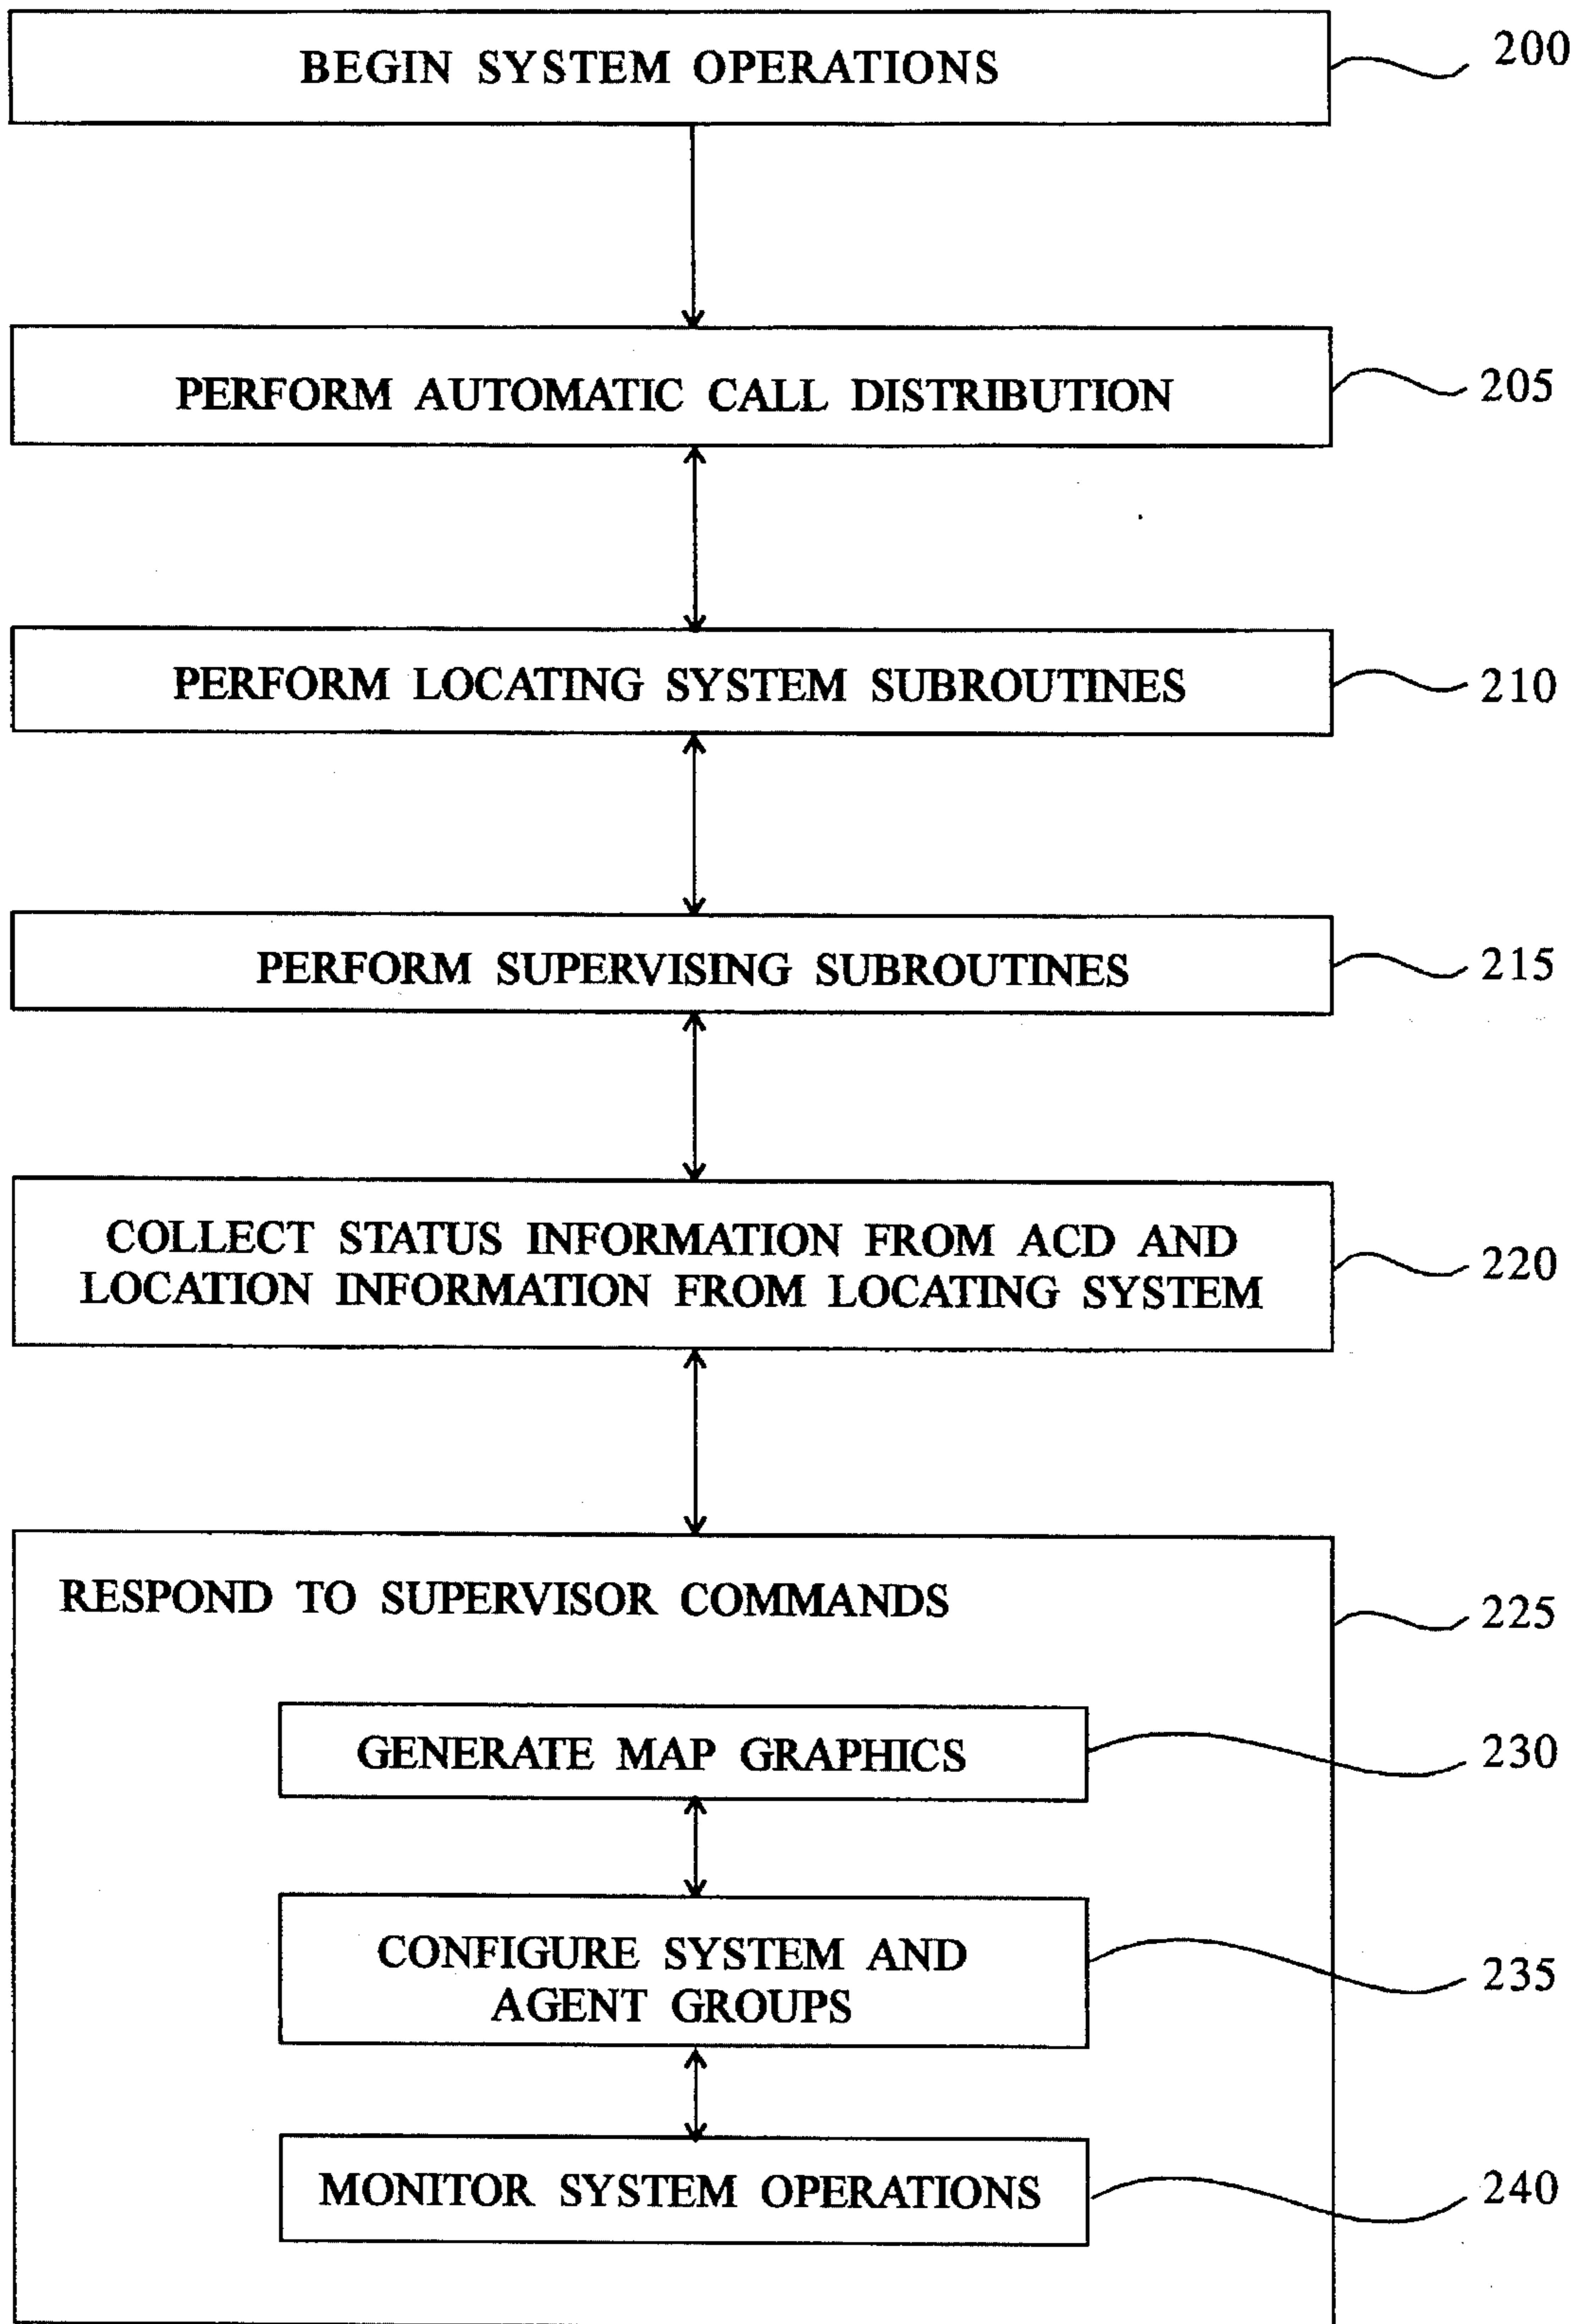 BEGIN SYSTEM OPERATIONS
200
PERFORM AUTOMATIC CALL DISTRIBUTION
205
PERFORM LOCATING SYSTEM SUBROUTINES
210
PERFORM SUPERVISING SUBROUTINES
215
COLLECT STATUS INFORMATION FROM ACD AND
LOCATION INFORMATION FROM LOCATING SYSTEM
220
RESPOND TO SUPERVISOR COMMANDS
225
GENERATE MAP GRAPHICS
230
CONFIGURE SYSTEM AND
AGENT GROUPS
235
MONITOR SYSTEM OPERATIONS
240